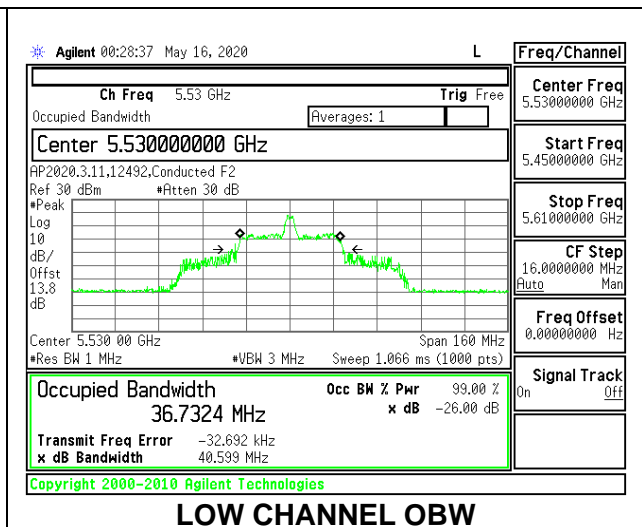 Agilent 00:28:37 May 16, 2020 L
Freq/Channel
Ch Freq 5.53 GHz Trig Free
Occupied Bandwidth Averages: 1
Center 5.530000000 GHz
AP2020.3.11,12492,Conducted F2
Ref 30 dBm #Atten 30 dB
#Peak
Log
10
dB/
Offst
13.8
dB
Center 5.530 00 GHz Span 160 MHz
#Res BW 1 MHz #VBW 3 MHz Sweep 1.066 ms (1000 pts)
Occupied Bandwidth Occ BW % Pwr 99.00 %
36.7324 MHz x dB -26.00 dB
Transmit Freq Error -32.692 kHz
x dB Bandwidth 40.599 MHz
Copyright 2000-2010 Agilent Technologies
Center Freq
5.53000000 GHz
Start Freq
5.45000000 GHz
Stop Freq
5.61000000 GHz
CF Step
16.0000000 MHz
Auto Man
Freq Offset
0.00000000 Hz
Signal Track
On Off
LOW CHANNEL OBW